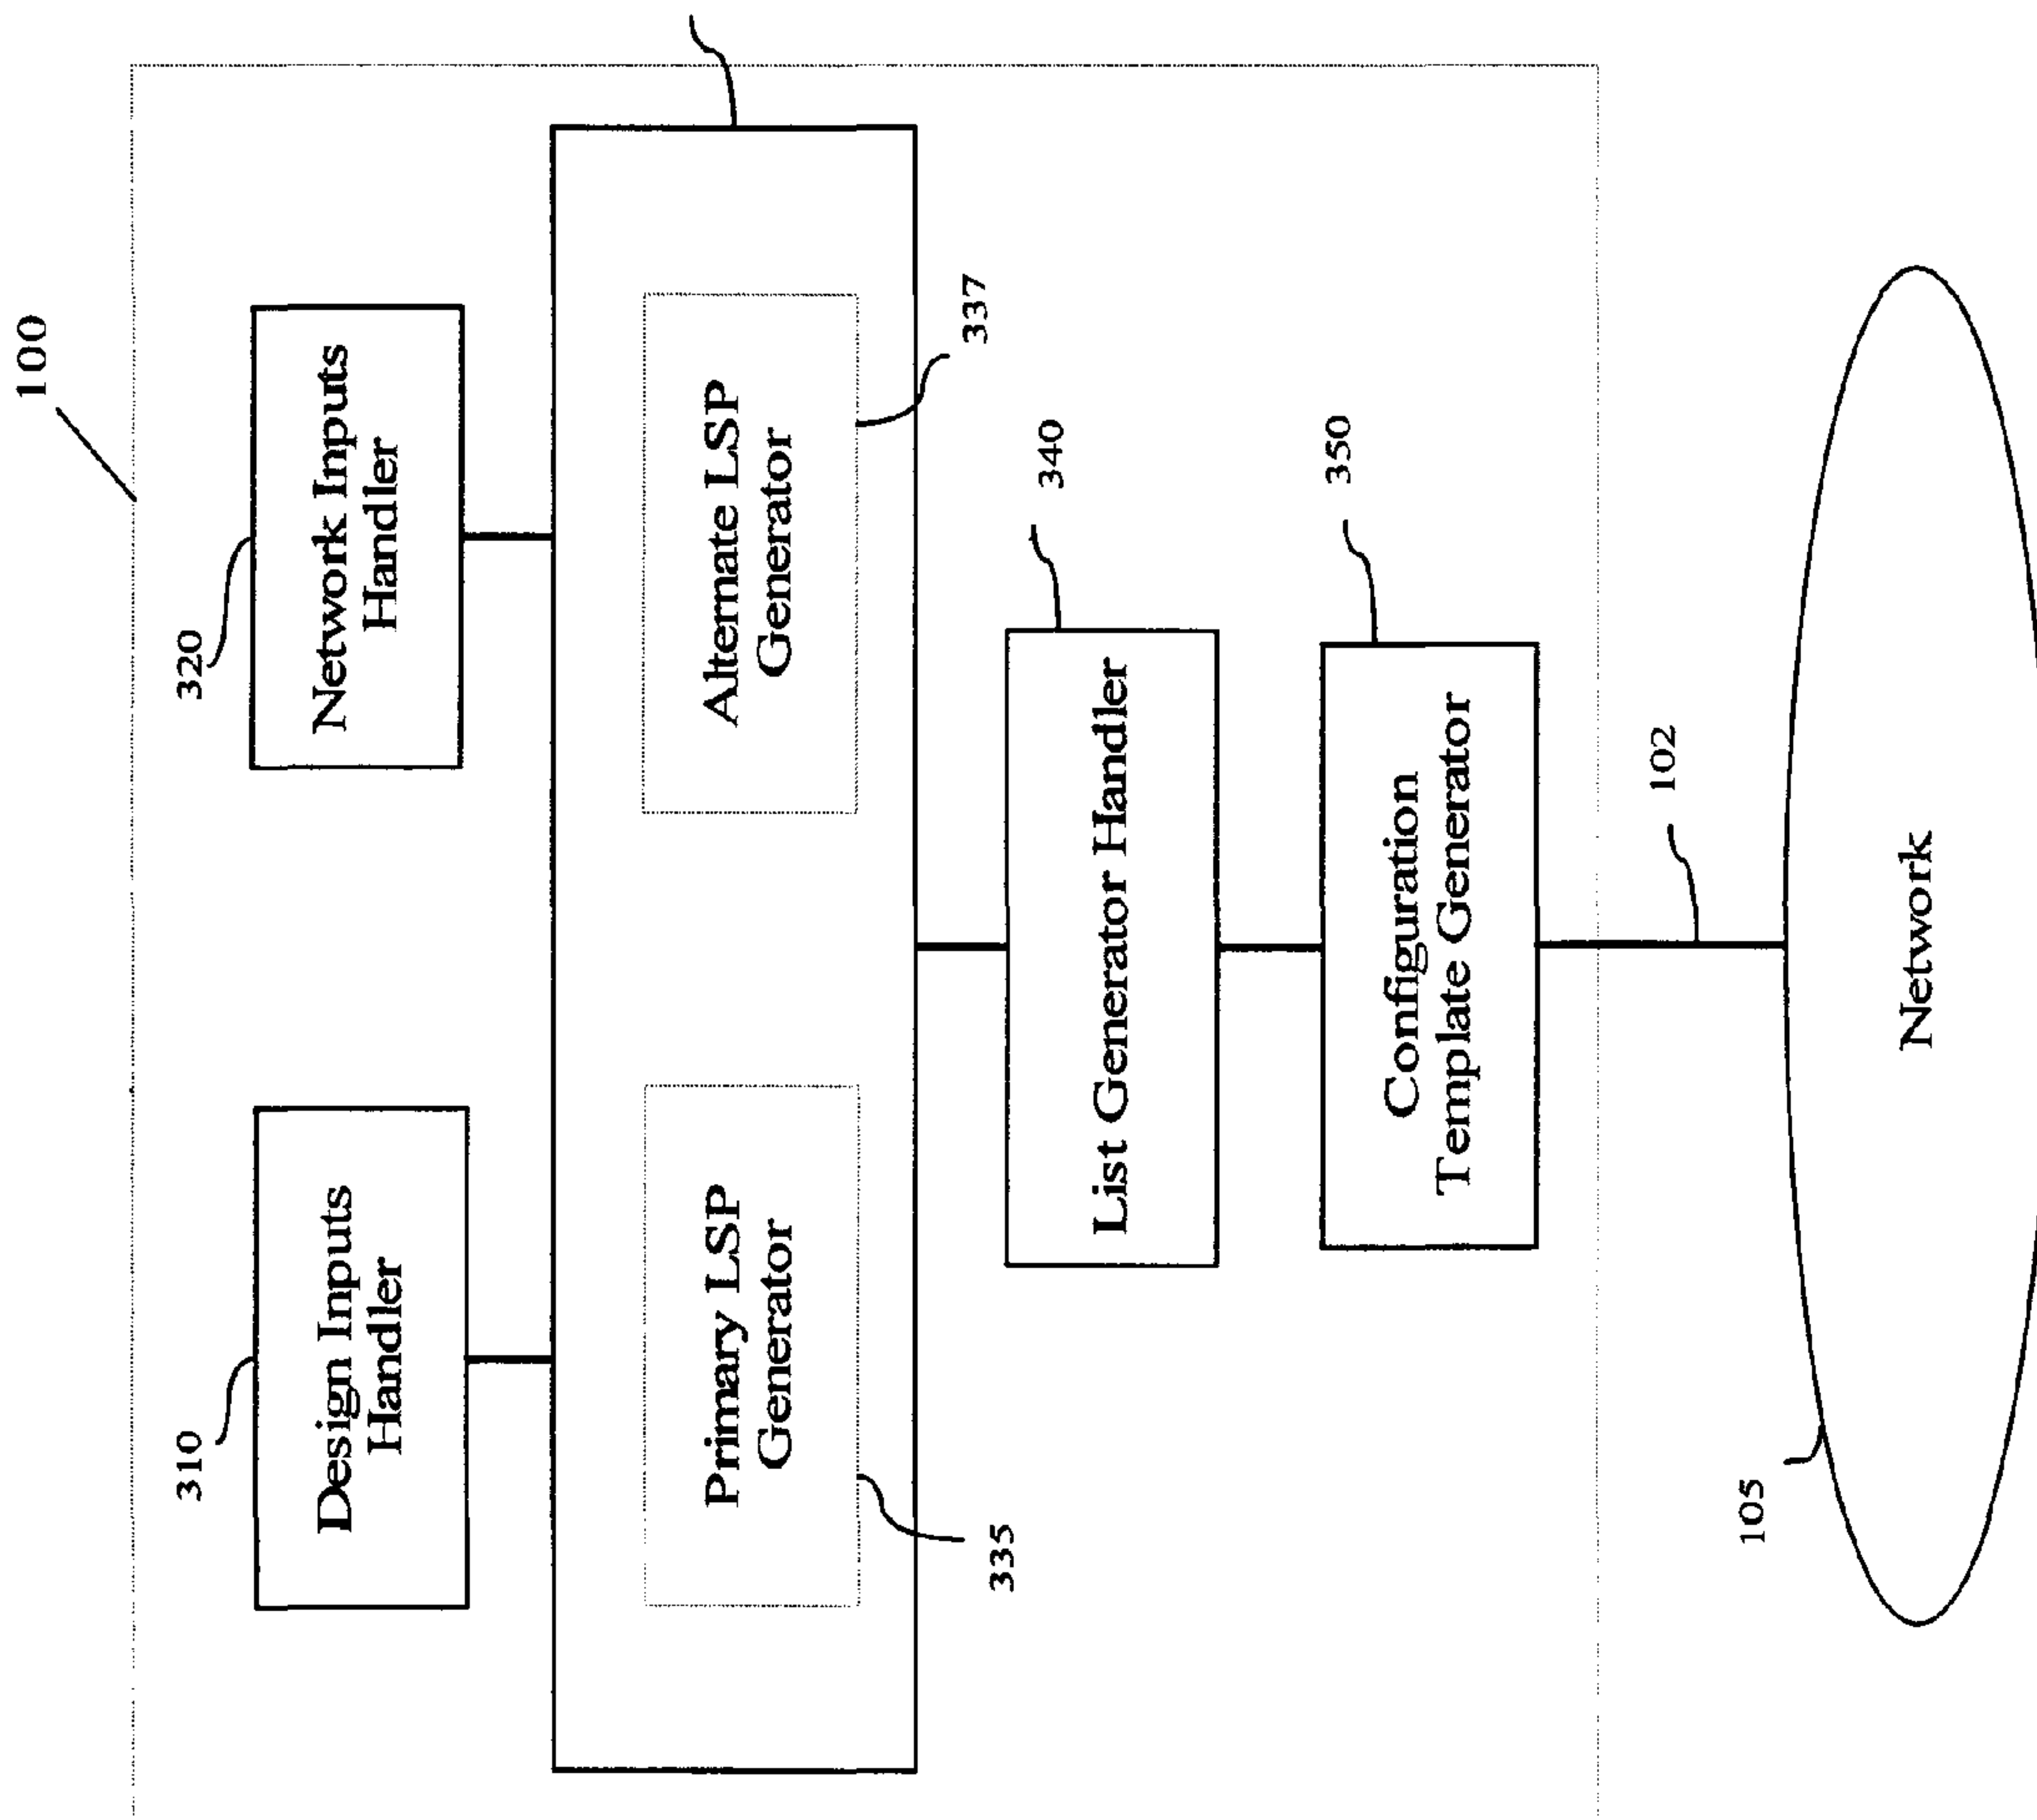 100
310
Design Inputs
Handler
320
Network Inputs
Handler
Primary LSP
Generator
335
Alternate LSP
Generator
337
List Generator Handler
340
Configuration
Template Generator
350
102
105
Network